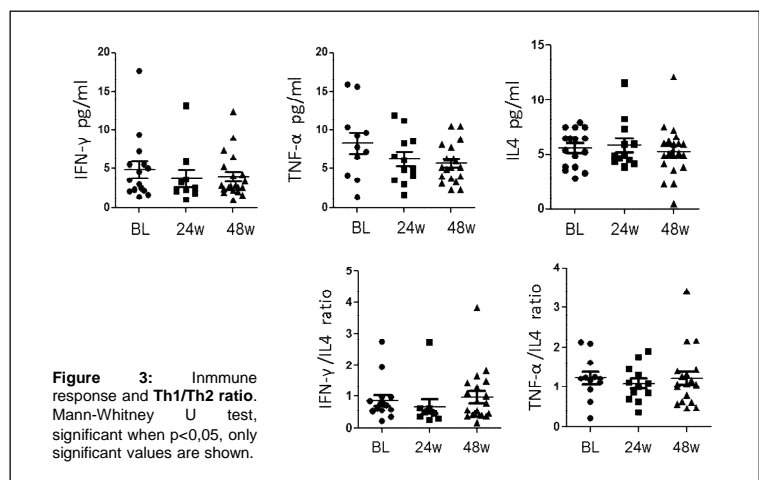 20
15
10
5
0
IFN-γ pg/ml
BL 24w 48w
20
15
10
5
0
TNF-α pg/ml
BL 24w 48w
15
10
5
0
IL4 pg/ml
BL 24w 48w
5
4
3
2
1
0
IFN-γ/IL4 ratio
BL 24w 48w
4
3
2
1
0
TNF-α/IL4 ratio
BL 24w 48w
Figure 3: Inmmune
response and Th1/Th2 ratio.
Mann-Whitney U test,
significant when p<0,05, only
significant values are shown.